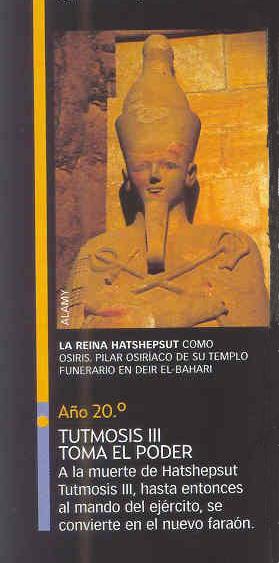 ALAMY
LA REINA HATSHEPSUT COMO
OSIRIS. PILAR OSIRÍACO DE SU TEMPLO
FUNERARIO EN DEIR EL-BAHARI
Año 20.º
TUTMOSIS III
TOMA EL PODER
A la muerte de Hatshepsut
Tutmosis III, hasta entonces
al mando del ejército, se
convierte en el nuevo faraón.